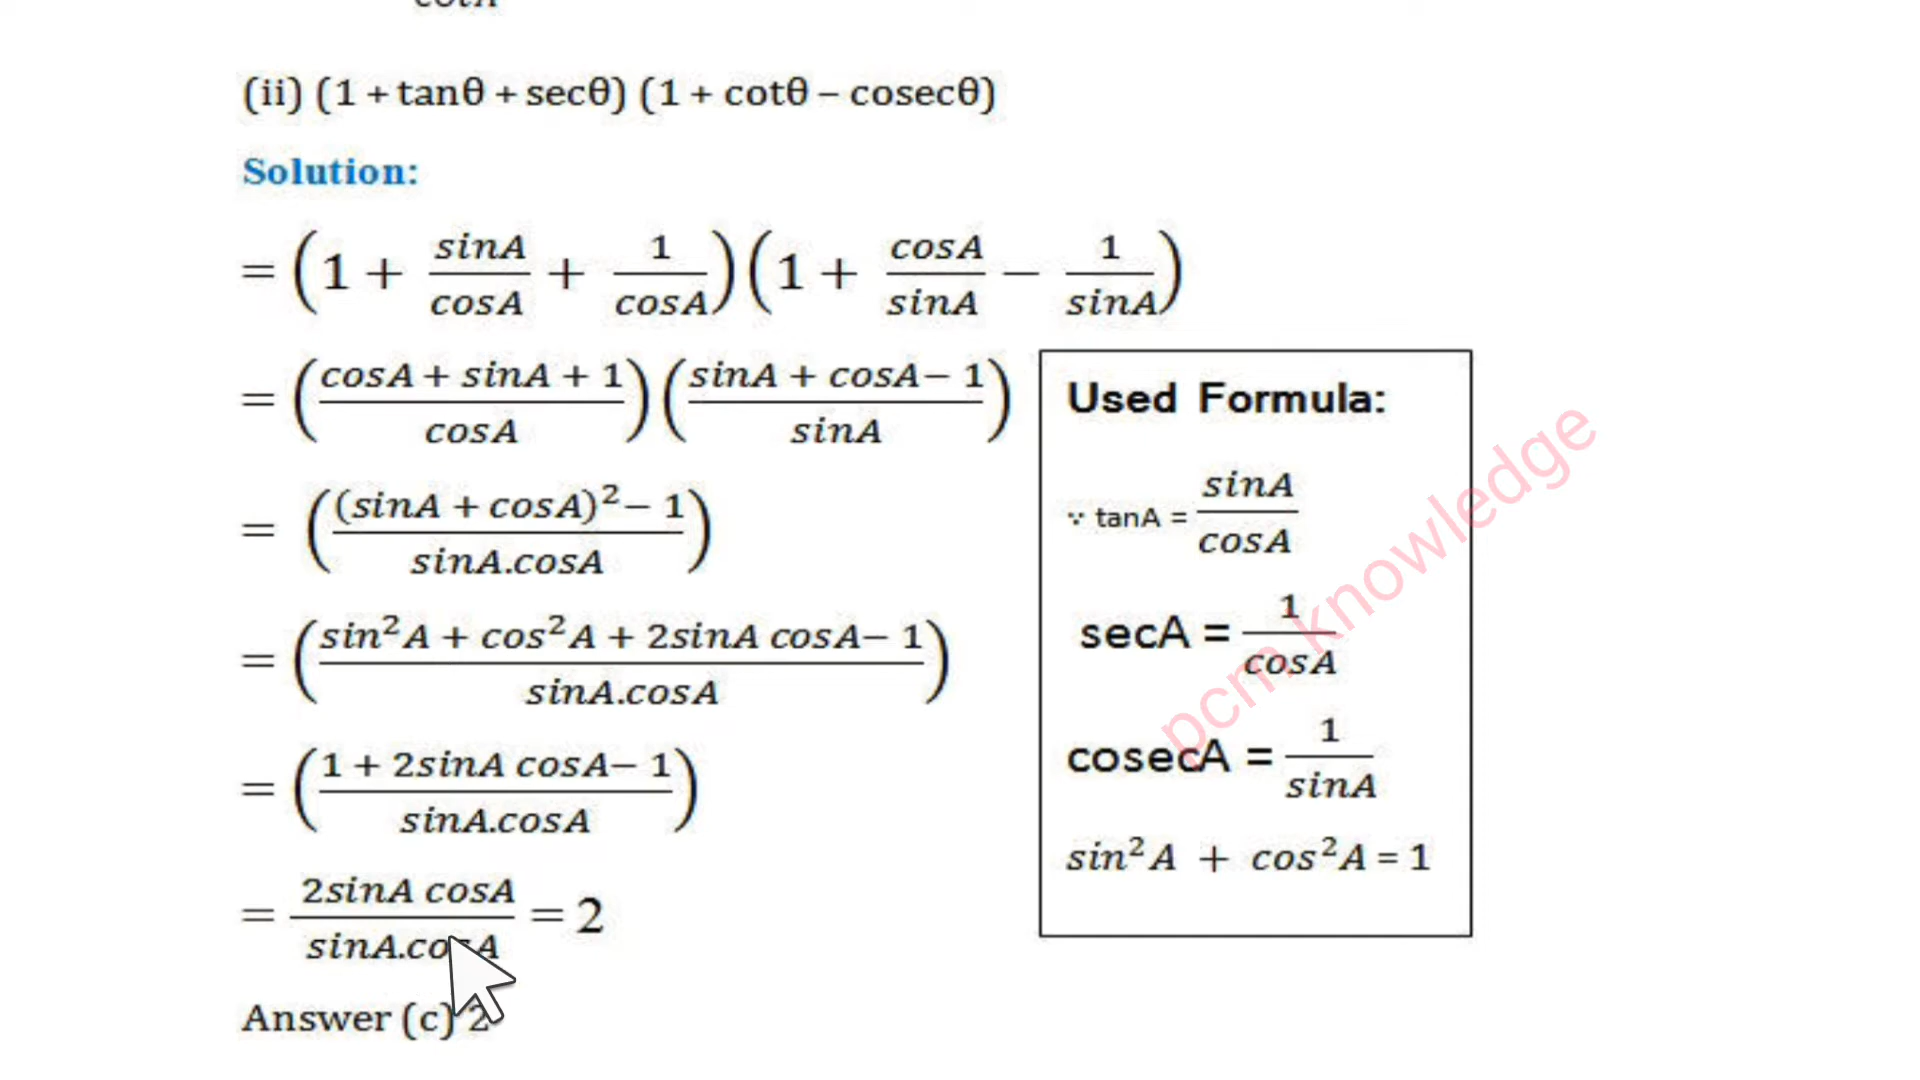 cotA
(ii) (1 + tanθ + secθ) (1 + cotθ − cosecθ)
Solution:
= (1 + sinA/cosA + 1/cosA)(1 + cosA/sinA − 1/sinA)
= ((cosA + sinA + 1)/cosA)((sinA + cosA− 1)/sinA)
= (((sinA + cosA)² − 1)/(sinA.cosA))
= ((sin²A + cos²A + 2sinA cosA− 1)/(sinA.cosA))
= ((1 + 2sinA cosA− 1)/(sinA.cosA))
= (2sinA cosA)/(sinA.cosA) = 2
Answer (c) 2
Used Formula:
∵ tanA = sinA/cosA
secA = 1/cosA
cosecA = 1/sinA
sin²A + cos²A = 1
pcm knowledge